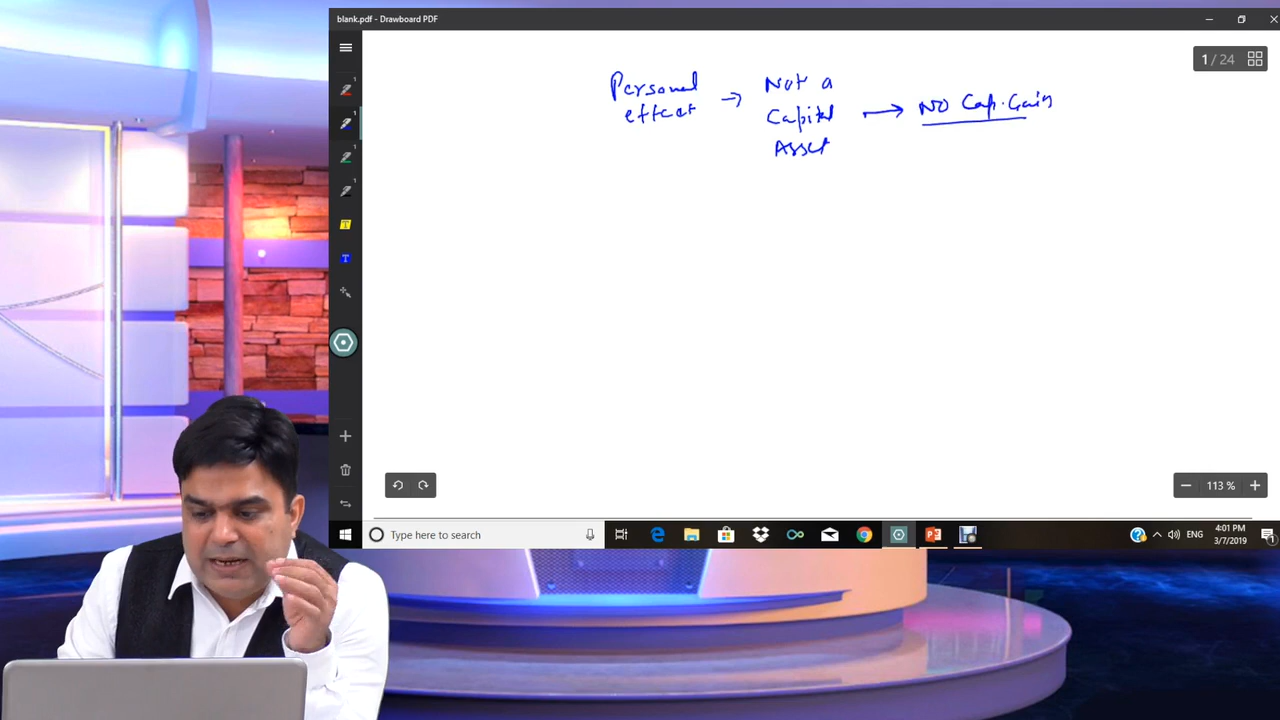 blank.pdf - Drawboard PDF
1 / 24
Personal effect → Not a Capital Asset → NO Cap. Gain
113 %
Type here to search
ENG
4:01 PM
3/7/2019